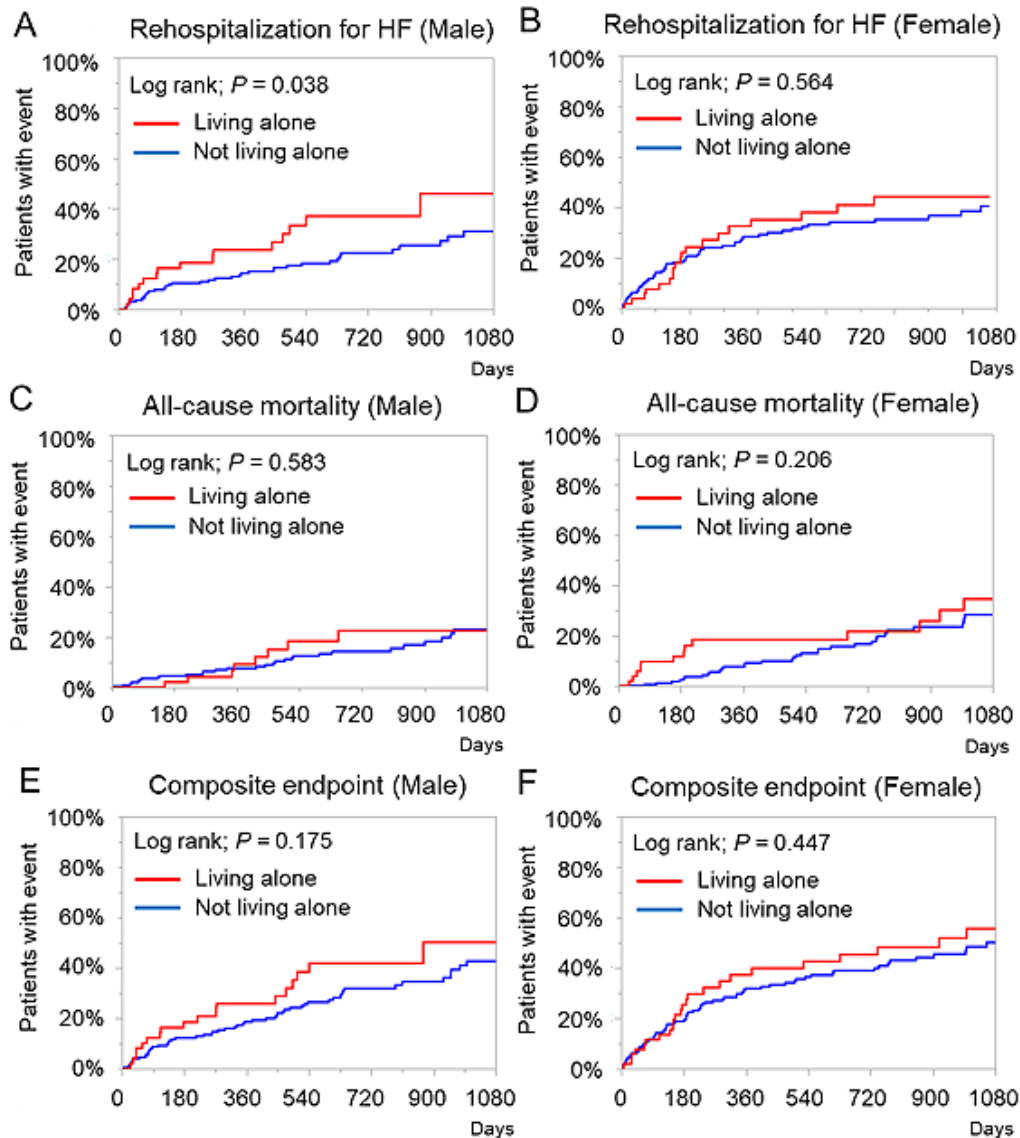 A Rehospitalization for HF (Male)
Patients with event
100%
80%
60%
40%
20%
0%
Log rank; P = 0.038
Living alone
Not living alone
0 180 360 540 720 900 1080
Days
B Rehospitalization for HF (Female)
Patients with event
100%
80%
60%
40%
20%
0%
Log rank; P = 0.564
Living alone
Not living alone
0 180 360 540 720 900 1080
Days
C All-cause mortality (Male)
Patients with event
100%
80%
60%
40%
20%
0%
Log rank; P = 0.583
Living alone
Not living alone
0 180 360 540 720 900 1080
Days
D All-cause mortality (Female)
Patients with event
100%
80%
60%
40%
20%
0%
Log rank; P = 0.206
Living alone
Not living alone
0 180 360 540 720 900 1080
Days
E Composite endpoint (Male)
Patients with event
100%
80%
60%
40%
20%
0%
Log rank; P = 0.175
Living alone
Not living alone
0 180 360 540 720 900 1080
Days
F Composite endpoint (Female)
Patients with event
100%
80%
60%
40%
20%
0%
Log rank; P = 0.447
Living alone
Not living alone
0 180 360 540 720 900 1080
Days